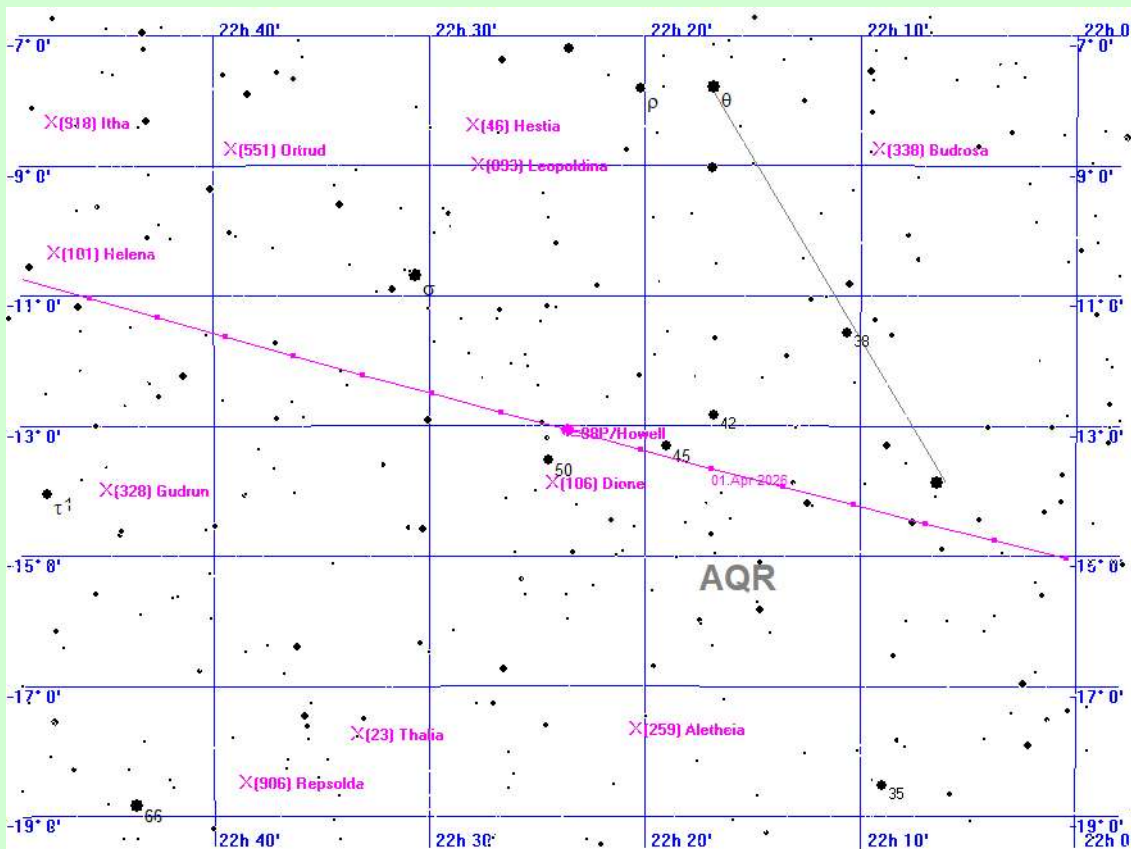 22h 40' 22h 30' 22h 20' 22h 10' 22h 0
-7° 0' -7° 0'
ρ θ
(918) Itha (46) Hestia
(551) Ortrud (338) Budrosa
(893) Leopoldina
-9° 0' -9° 0'
(101) Helena
σ
-11° 0' -11° 0'
38
42
-13° 0' 88P/Howell -13° 0'
45
50
(328) Gudrun (106) Dione 01.Apr 2026
τ 1
-15° 0' -15° 0'
AQR
-17° 0' -17° 0'
(23) Thalia (259) Aletheia
(906) Repsolda 35
66
-19° 0' -19° 0'
22h 40' 22h 30' 22h 20' 22h 10' 22h 0